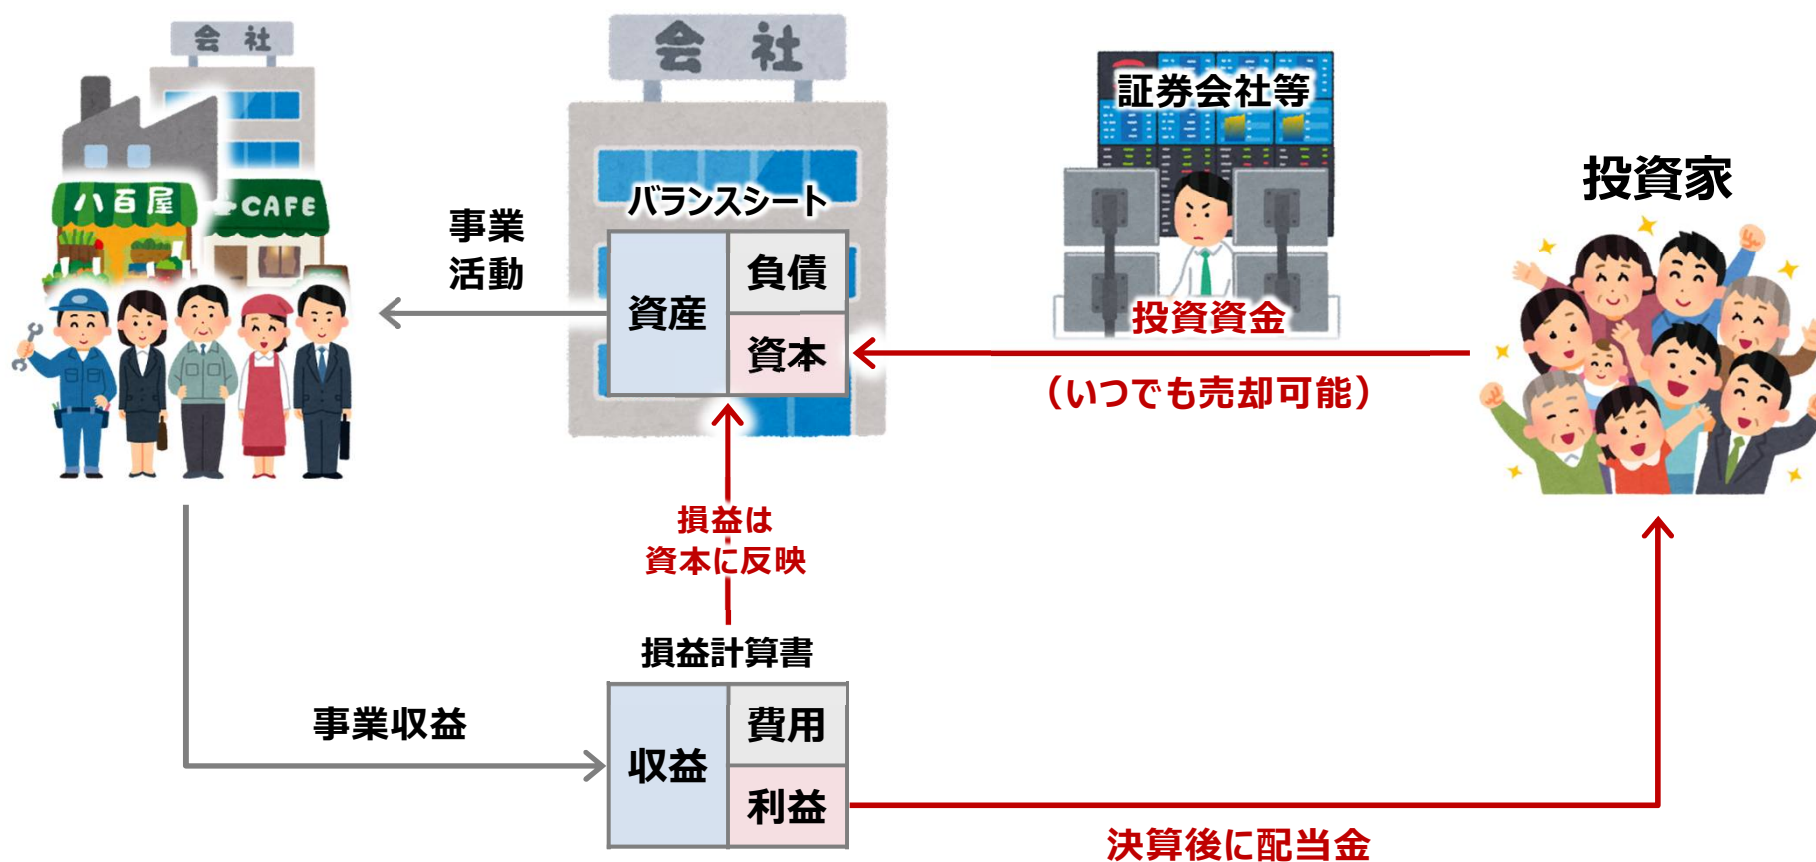 会社
八百屋
CAFE
事業
活動
会社
バランスシート
資産
負債
資本
証券会社等
投資資金
（いつでも売却可能）
投資家
損益は
資本に反映
損益計算書
事業収益
収益
費用
利益
決算後に配当金